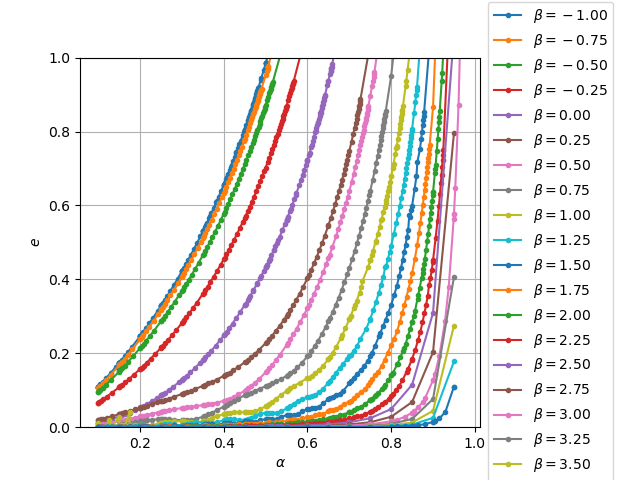 1.0
0.8
0.6
0.4
0.2
0.0
e
0.2
0.4
0.6
0.8
1.0
α
β = −1.00
β = −0.75
β = −0.50
β = −0.25
β = 0.00
β = 0.25
β = 0.50
β = 0.75
β = 1.00
β = 1.25
β = 1.50
β = 1.75
β = 2.00
β = 2.25
β = 2.50
β = 2.75
β = 3.00
β = 3.25
β = 3.50